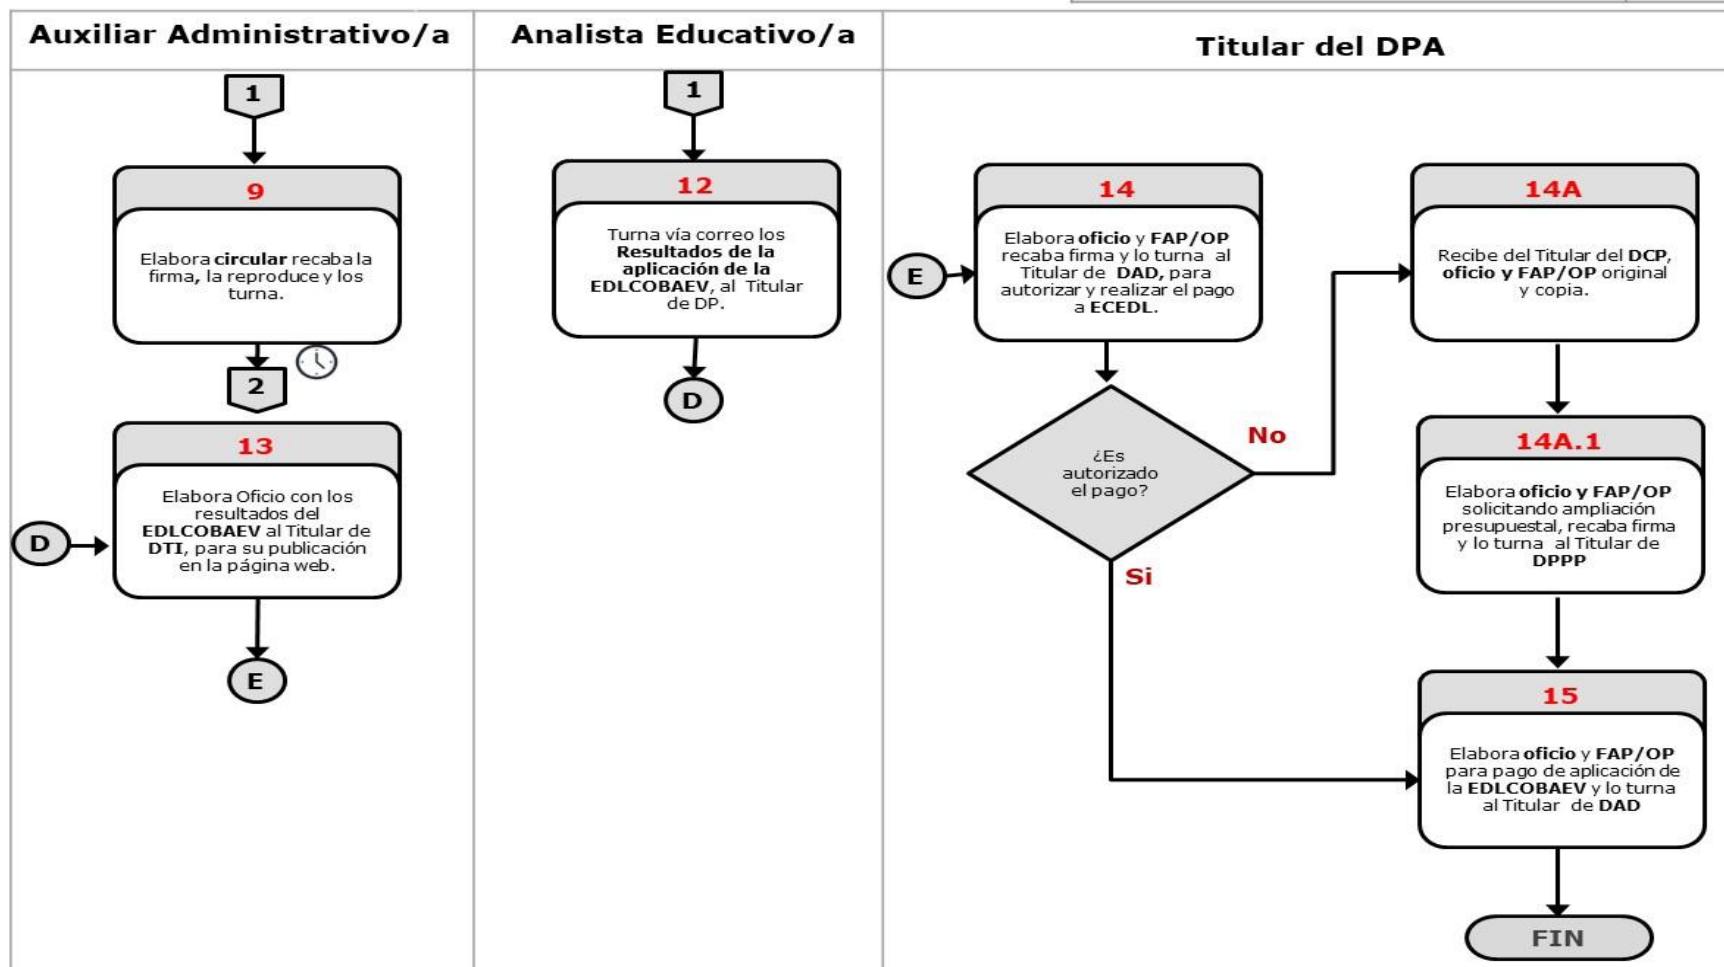 Auxiliar Administrativo/a
1
9
Elabora circular recaba la
firma, la reproduce y los
turna.
2
13
Elabora Oficio con los
resultados del
EDLCOBAEV al Titular de
DTI, para su publicación
en la página web.
D
E
Analista Educativo/a
1
12
Turna vía correo los
Resultados de la
aplicación de la
EDLCOBAEV, al Titular
de DP.
D
Titular del DPA
E
14
Elabora oficio y FAP/OP
recaba firma y lo turna al
Titular de DAD, para
autorizar y realizar el pago
a ECEDL.
¿Es
autorizado
el pago?
No
Si
14A
Recibe del Titular del DCP,
oficio y FAP/OP original
y copia.
14A.1
Elabora oficio y FAP/OP
solicitando ampliación
presupuestal, recaba firma
y lo turna al Titular de
DPPP
15
Elabora oficio y FAP/OP
para pago de aplicación de
la EDLCOBAEV y lo turna
al Titular de DAD
FIN